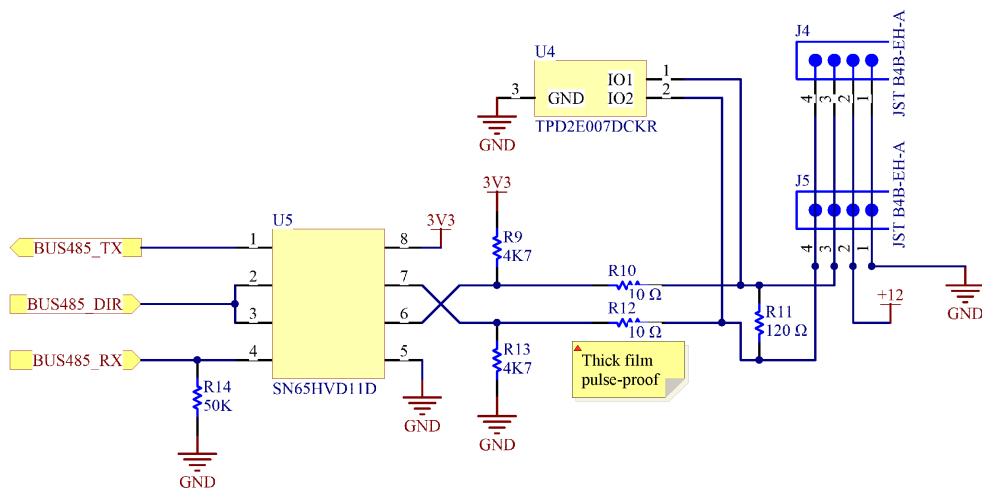 J4
JST B4B-EH-A
4
3
2
1
U4
3
GND
IO1
1
IO2
2
TPD2E007DCKR
GND
J5
JST B4B-EH-A
4
3
2
1
3V3
R9
4K7
3V3
U5
BUS485_TX
1
8
BUS485_DIR
2
7
3
6
BUS485_RX
4
5
SN65HVD11D
R14
50K
GND
GND
R10
10 Ω
R12
10 Ω
R13
4K7
GND
R11
120 Ω
+12
GND
Thick film
pulse-proof